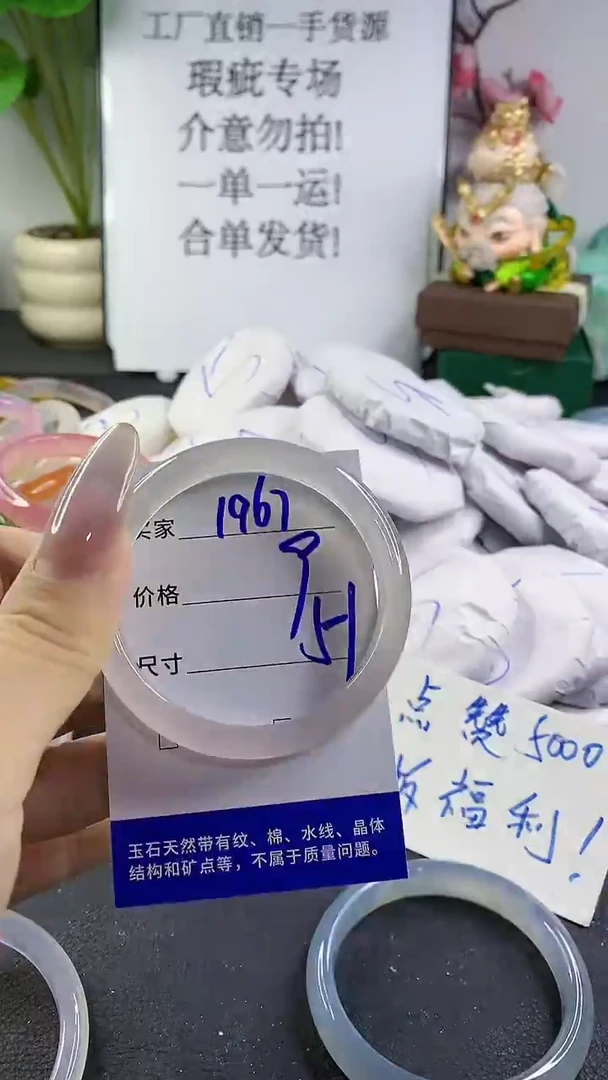 工厂直销一手货源
瑕疵专场
介意勿拍!
一单一运!
合单发货!
买家 1967
价格
尺寸 51
玉石天然带有纹、棉、水线、晶体
结构和矿点等，不属于质量问题。
点赞5000
放福利!